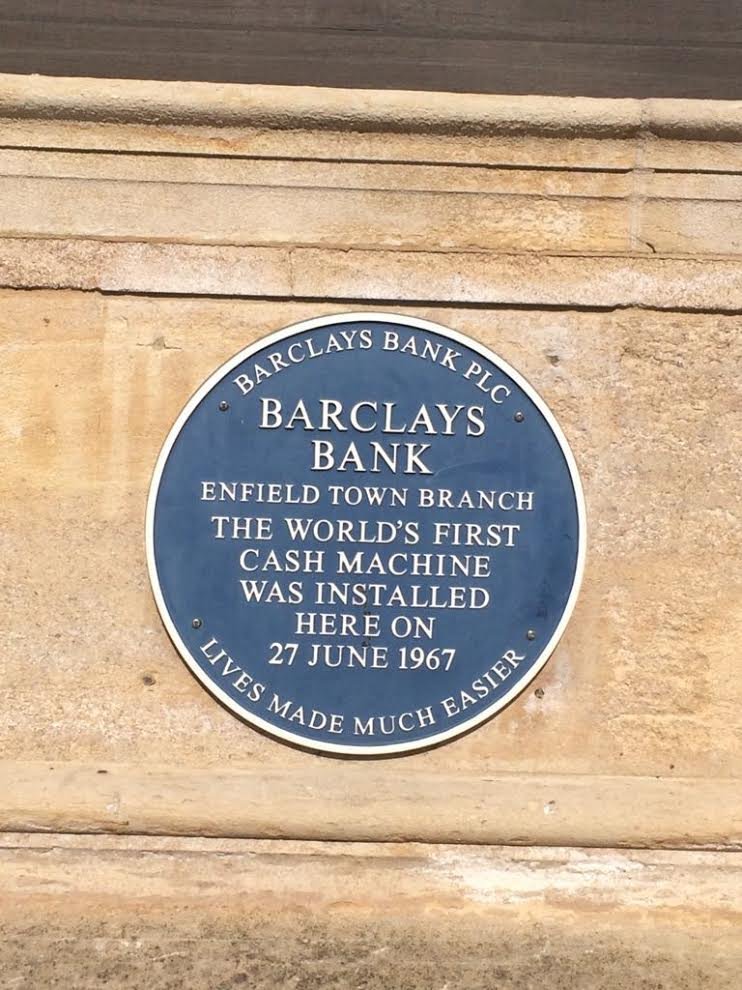 BARCLAYS BANK PLC
BARCLAYS
BANK
ENFIELD TOWN BRANCH
THE WORLD'S FIRST
CASH MACHINE
WAS INSTALLED
HERE ON
27 JUNE 1967
LIVES MADE MUCH EASIER